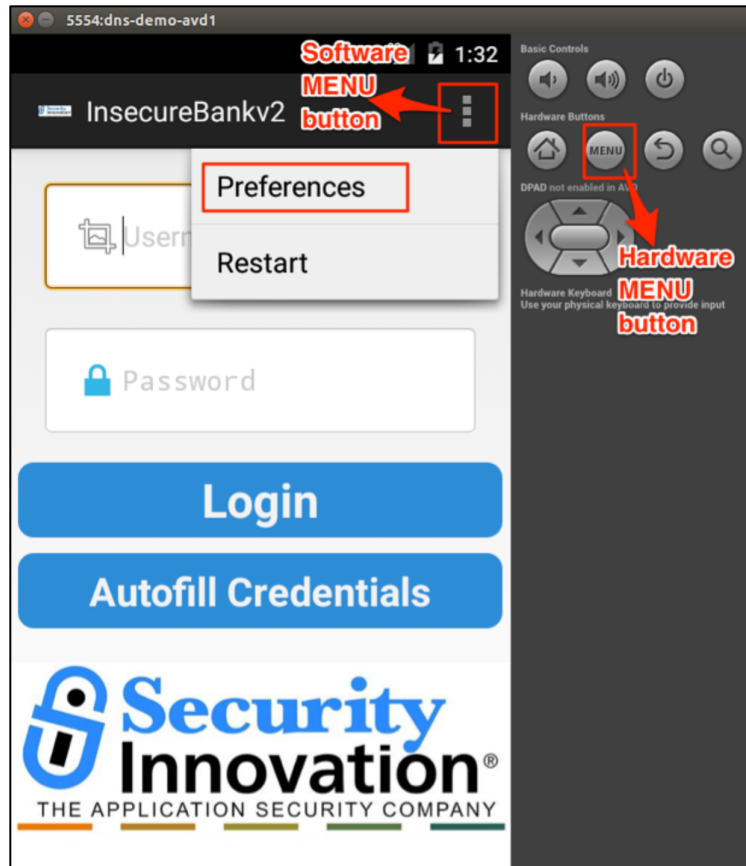 5554:dns-demo-avd1
1:32
Software
MENU
button
InsecureBankv2
Preferences
Restart
Password
Login
Autofill Credentials
Security
Innovation®
THE APPLICATION SECURITY COMPANY
Basic Controls
Hardware Buttons
MENU
DPAD not enabled in AVD
Hardware
MENU
button
Hardware Keyboard
Use your physical keyboard to provide input